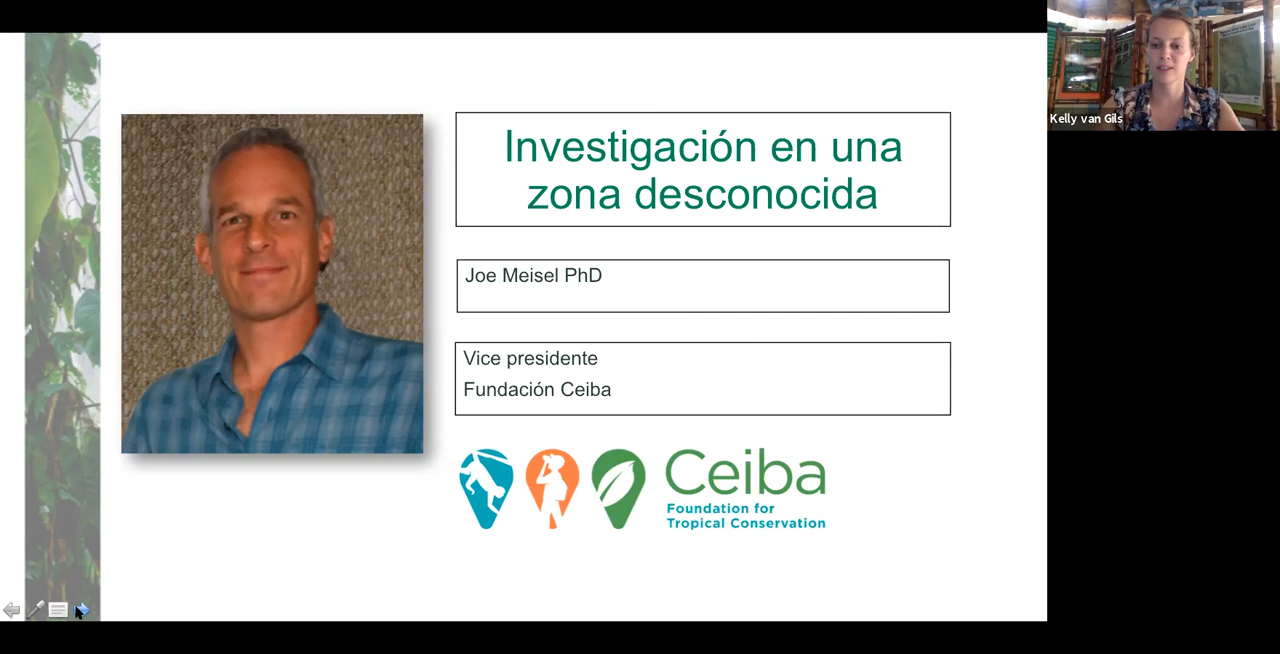 Investigación en una
zona desconocida
Joe Meisel PhD
Vice presidente
Fundación Ceiba
Ceiba
Foundation for
Tropical Conservation
Kelly van Gils